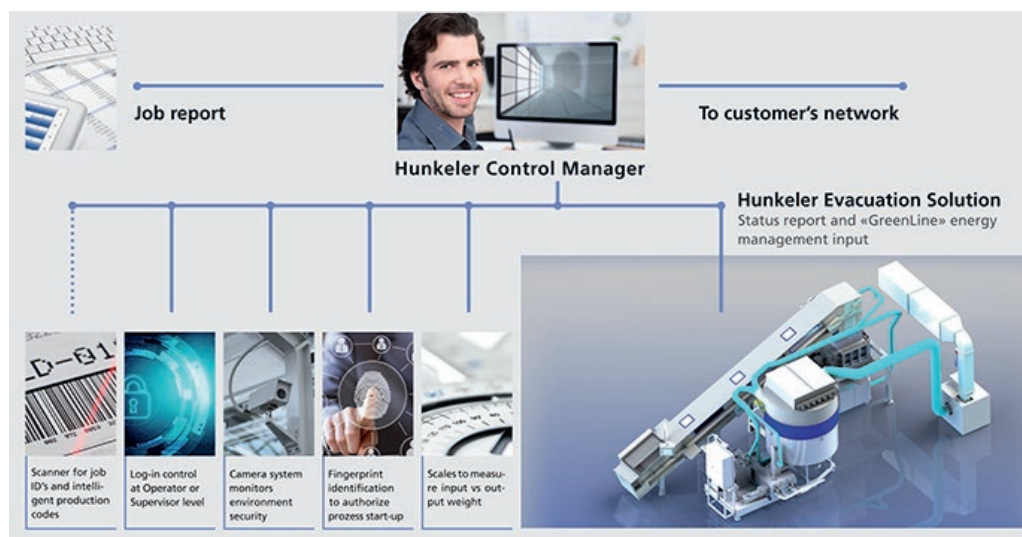 Job report
To customer's network
Hunkeler Control Manager
Hunkeler Evacuation Solution
Status report and «GreenLine» energy
management input
LD-01
Scanner for job
ID's and intelli-
gent production
codes
Log-in control
at Operator or
Supervisor level
Camera system
monitors
environment
security
Fingerprint
identification
to authorize
prozess start-up
Scales to measu-
re input vs out-
put weight